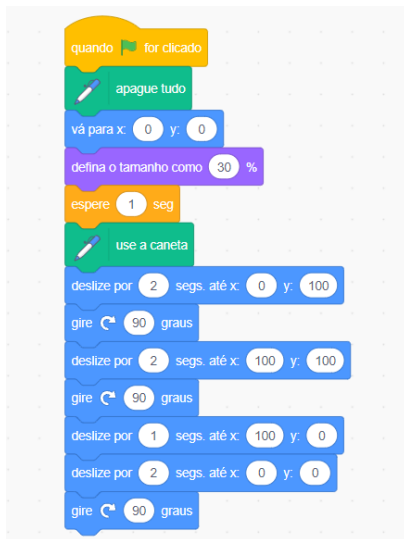 quando for clicado
apague tudo
vá para x: 0 y: 0
defina o tamanho como 30 %
espere 1 seg
use a caneta
deslize por 2 segs. até x: 0 y: 100
gire 90 graus
deslize por 2 segs. até x: 100 y: 100
gire 90 graus
deslize por 1 segs. até x: 100 y: 0
deslize por 2 segs. até x: 0 y: 0
gire 90 graus